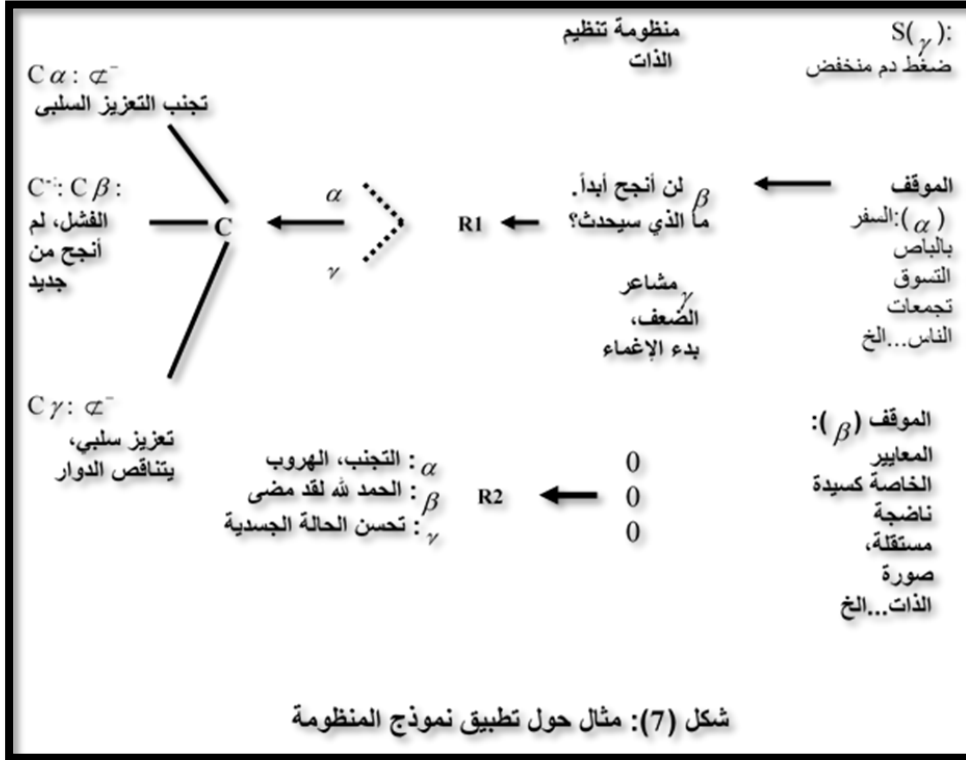 S(γ):
ضغط دم منخفض
منظومة تنظيم
الذات
الموقف
(α): السفر
بالباص
التسوق
تجمعات
الناس...الخ
الموقف (β):
المعايير
الخاصة كسيدة
ناضجة
مستقلة،
صورة
الذات...الخ
β لن أنجح أبداً.
ما الذي سيحدث؟
γ مشاعر
الضعف،
بدء الإغماء
0
0
0
R1
R2
α
γ
α: التجنب، الهروب
β: الحمد لله لقد مضى
γ: تحسن الحالة الجسدية
C
C α: ⊄⁻
تجنب التعزيز السلبى
C⁻: C β:
الفشل، لم
أنجح من
جديد
C γ: ⊄⁻
تعزيز سلبي،
يتناقص الدوار
شكل (7): مثال حول تطبيق نموذج المنظومة